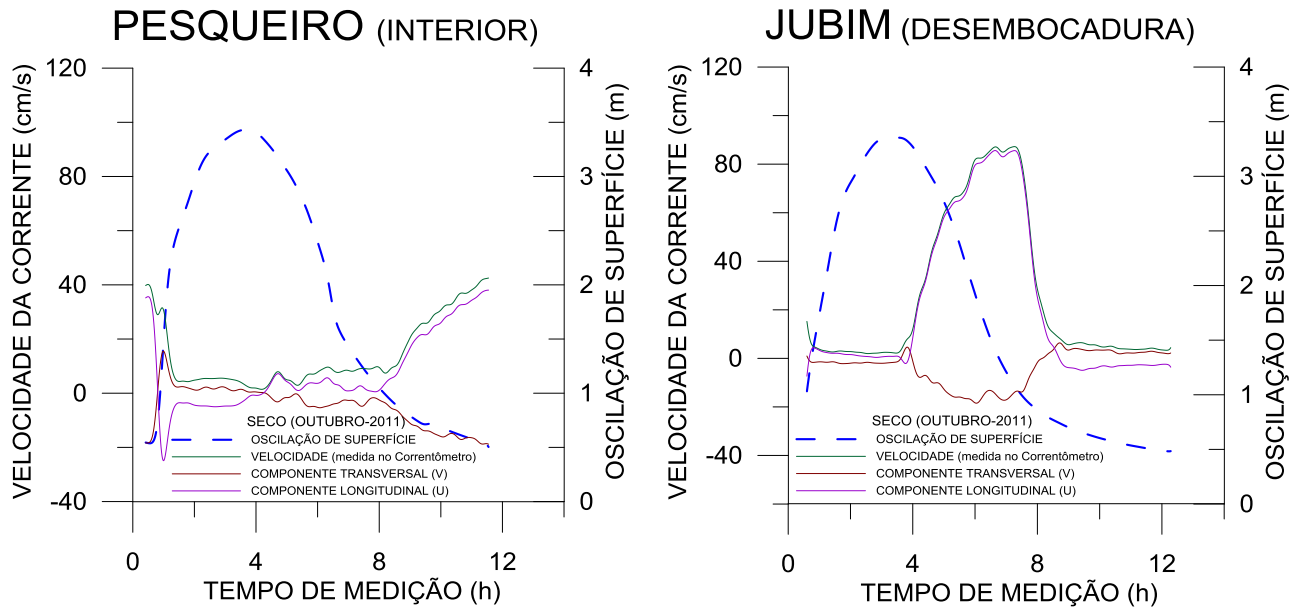 PESQUEIRO (INTERIOR)
VELOCIDADE DA CORRENTE (cm/s)
120
80
40
0
-40
4
3
2
1
0
OSCILAÇÃO DE SUPERFÍCIE (m)
SECO (OUTUBRO-2011)
OSCILAÇÃO DE SUPERFÍCIE
VELOCIDADE (medida no Correntômetro)
COMPONENTE TRANSVERSAL (V)
COMPONENTE LONGITUDINAL (U)
0 4 8 12
TEMPO DE MEDIÇÃO (h)
JUBIM (DESEMBOCADURA)
VELOCIDADE DA CORRENTE (cm/s)
120
80
40
0
-40
4
3
2
1
0
OSCILAÇÃO DE SUPERFÍCIE (m)
SECO (OUTUBRO-2011)
OSCILAÇÃO DE SUPERFÍCIE
VELOCIDADE (medida no Correntômetro)
COMPONENTE TRANSVERSAL (V)
COMPONENTE LONGITUDINAL (U)
0 4 8 12
TEMPO DE MEDIÇÃO (h)